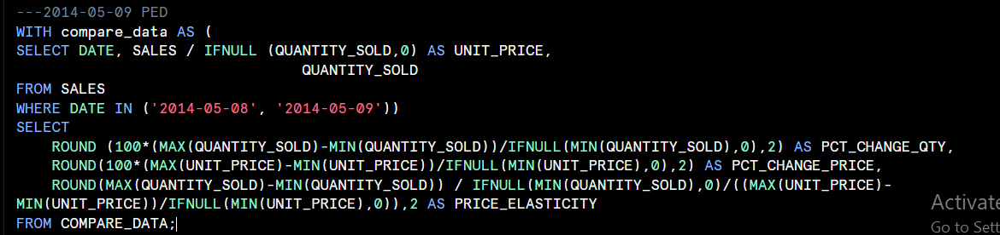 ---2014-05-09 PED
WITH compare_data AS (
SELECT DATE, SALES / IFNULL (QUANTITY_SOLD,0) AS UNIT_PRICE,
QUANTITY_SOLD
FROM SALES
WHERE DATE IN ('2014-05-08', '2014-05-09'))
SELECT
ROUND (100*(MAX(QUANTITY_SOLD)-MIN(QUANTITY_SOLD))/IFNULL(MIN(QUANTITY_SOLD),0),2) AS PCT_CHANGE_QTY,
ROUND(100*(MAX(UNIT_PRICE)-MIN(UNIT_PRICE))/IFNULL(MIN(UNIT_PRICE),0),2) AS PCT_CHANGE_PRICE,
ROUND(MAX(QUANTITY_SOLD)-MIN(QUANTITY_SOLD)) / IFNULL(MIN(QUANTITY_SOLD),0)/((MAX(UNIT_PRICE)-
MIN(UNIT_PRICE))/IFNULL(MIN(UNIT_PRICE),0)),2 AS PRICE_ELASTICITY
FROM COMPARE_DATA;
Activate
Go to Sett